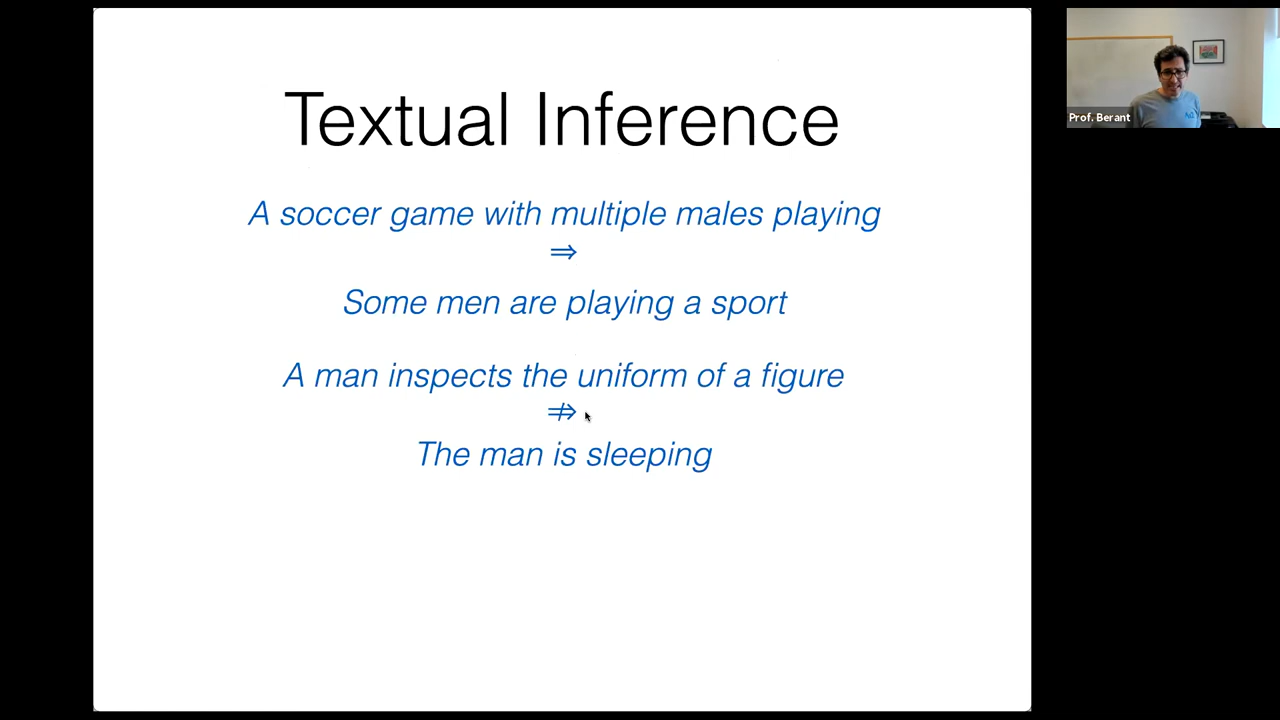 Textual Inference
A soccer game with multiple males playing
⇒
Some men are playing a sport
A man inspects the uniform of a figure
⇏
The man is sleeping
Prof. Berant